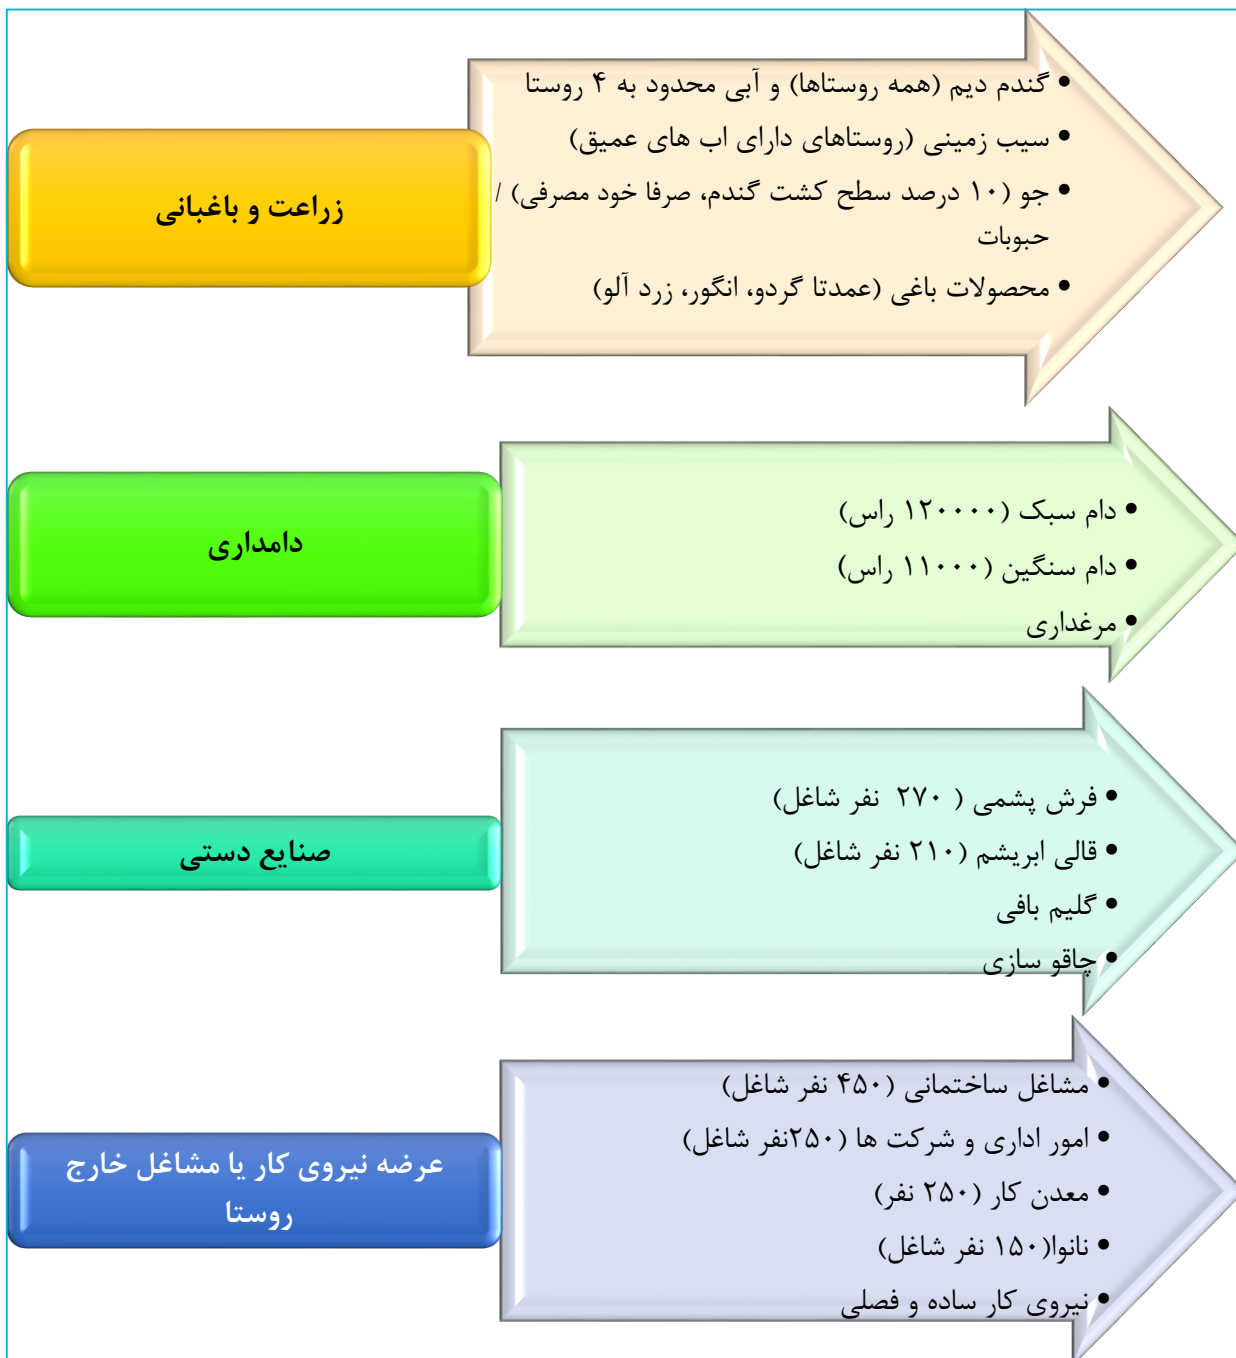 زراعت و باغبانی
• گندم دیم (همه روستاها) و آبی محدود به ۴ روستا
• سیب زمینی (روستاهای دارای اب های عمیق)
• جو (۱۰ درصد سطح کشت گندم، صرفا خود مصرفی) /
حبوبات
• محصولات باغی (عمدتا گردو، انگور، زرد آلو)
دامداری
• دام سبک (۱۲۰۰۰۰ راس)
• دام سنگین (۱۱۰۰۰ راس)
• مرغداری
صنایع دستی
• فرش پشمی ( ۲۷۰ نفر شاغل)
• قالی ابریشم (۲۱۰ نفر شاغل)
• گلیم بافی
• چاقو سازی
عرضه نیروی کار یا مشاغل خارج
روستا
• مشاغل ساختمانی (۴۵۰ نفر شاغل)
• امور اداری و شرکت ها (۲۵۰نفر شاغل)
• معدن کار (۲۵۰ نفر)
• نانوا(۱۵۰ نفر شاغل)
• نیروی کار ساده و فصلی